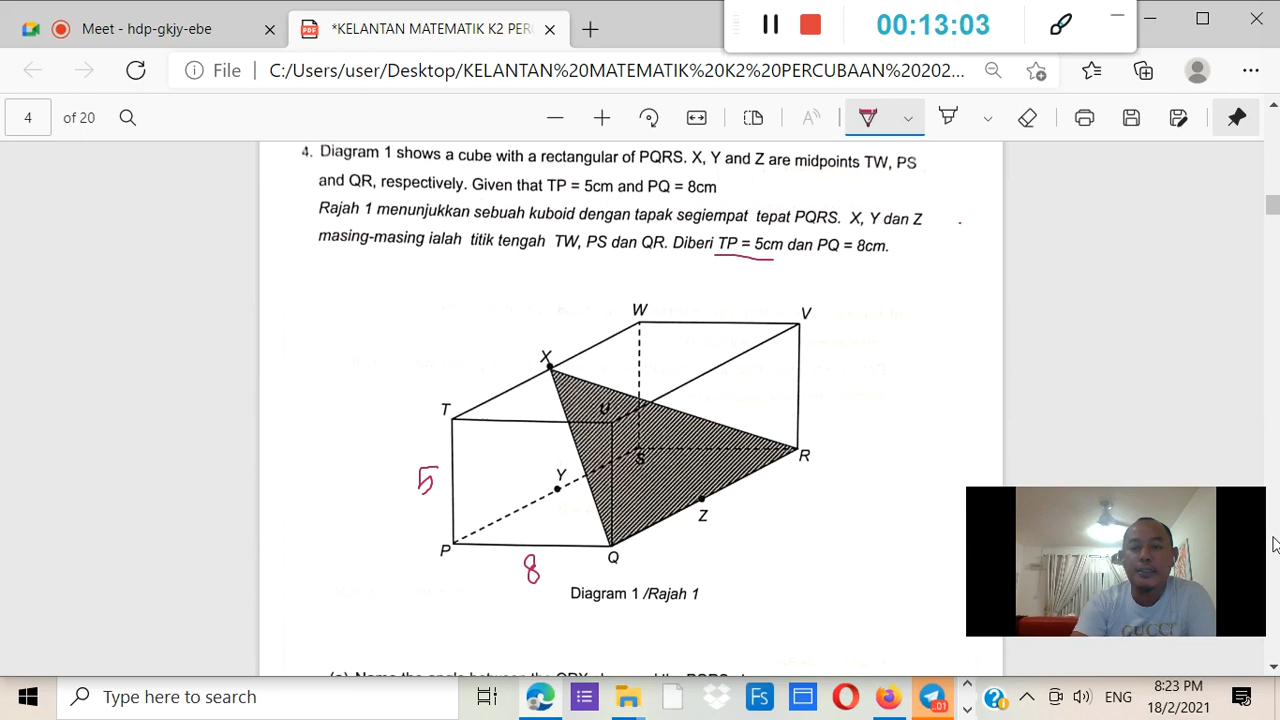 Meet - hdp-gkjy-ebe
*KELANTAN MATEMATIK K2 PER
00:13:03
File
C:/Users/user/Desktop/KELANTAN%20MATEMATIK%20K2%20PERCUBAAN%20202...
4 of 20
4. Diagram 1 shows a cube with a rectangular of PQRS. X, Y and Z are midpoints TW, PS
and QR, respectively. Given that TP = 5cm and PQ = 8cm
Rajah 1 menunjukkan sebuah kuboid dengan tapak segiempat tepat PQRS. X, Y dan Z
masing-masing ialah titik tengah TW, PS dan QR. Diberi TP = 5cm dan PQ = 8cm.
W
V
X
T
U
5
Y
S
R
Z
P
Q
8
Diagram 1 /Rajah 1
GUCCI
Type here to search
Fs
.01
ENG
8:23 PM
18/2/2021